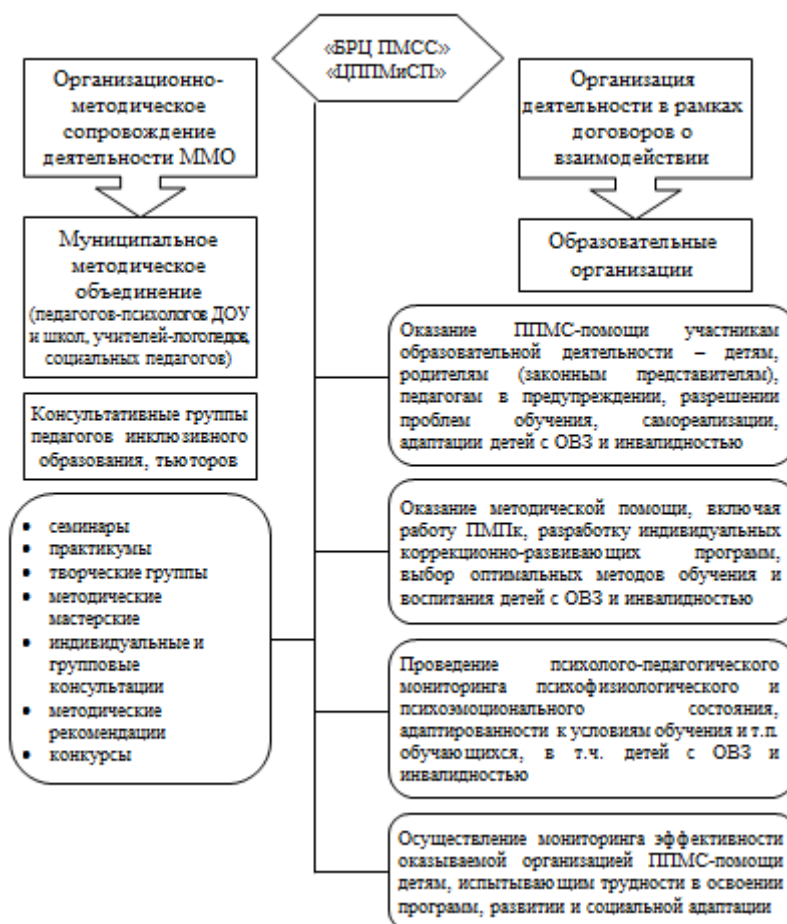 «БРЦ ПМСС»
«ЦППМиСП»
Организационно-
методическое
сопровождение
деятельности ММО
Организация
деятельности в рамках
договоров о
взаимодействии
Муниципальное
методическое
объединение
(педагогов-психологов ДОУ
и школ, учителей-логопедов,
социальных педагогов)
Образовательные
организации
Консультативные группы
педагогов инклюзивного
образования, тьюторов
• семинары
• практикумы
• творческие группы
• методические
мастерские
• индивидуальные и
групповые
консультации
• методические
рекомендации
• конкурсы
Оказание ППМС-помощи участникам
образовательной деятельности – детям,
родителям (законным представителям),
педагогам в предупреждении, разрешении
проблем обучения, самореализации,
адаптации детей с ОВЗ и инвалидностью
Оказание методической помощи, включая
работу ПМПк, разработку индивидуальных
коррекционно-развивающих программ,
выбор оптимальных методов обучения и
воспитания детей с ОВЗ и инвалидностью
Проведение психолого-педагогического
мониторинга психофизиологического и
психоэмоционального состояния,
адаптированности к условиям обучения и т.п.
обучающихся, в т.ч. детей с ОВЗ и
инвалидностью
Осуществление мониторинга эффективности
оказываемой организацией ППМС-помощи
детям, испытывающим трудности в освоении
программ, развитии и социальной адаптации